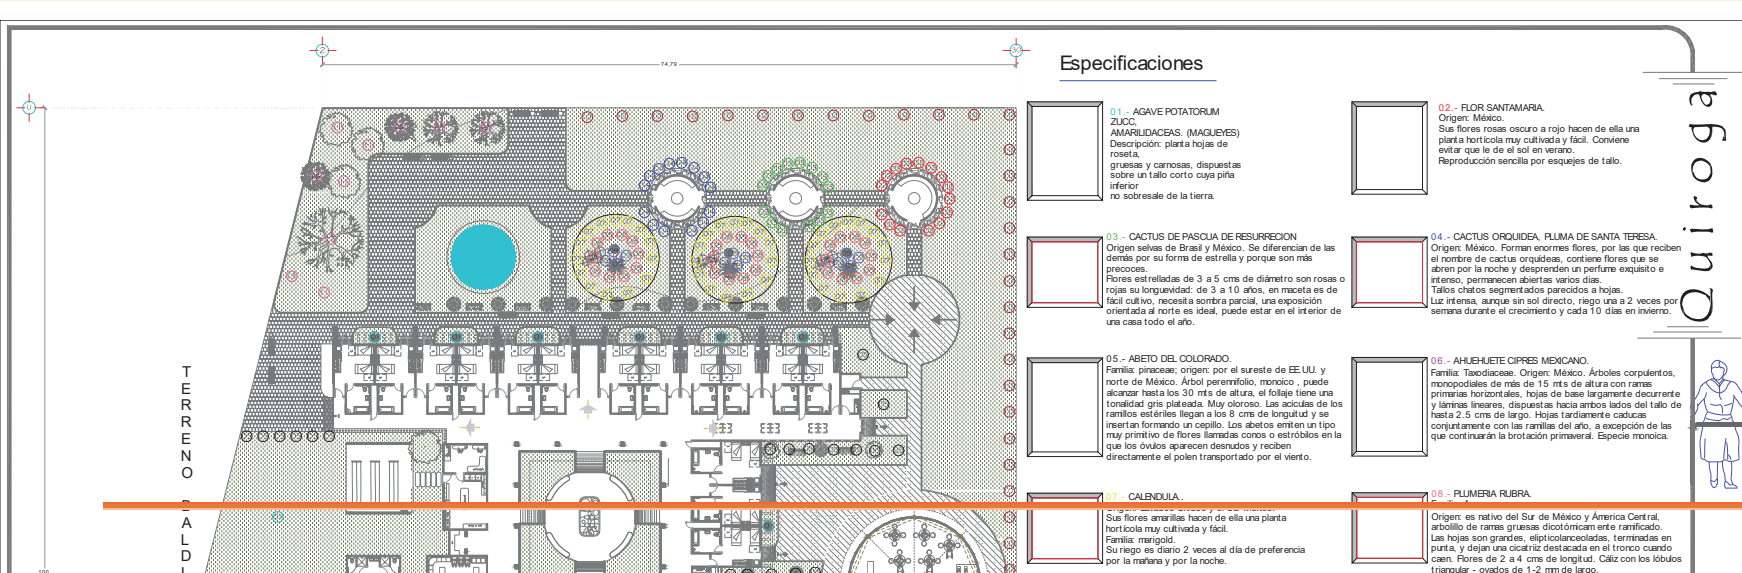 2
30
74,79
U
Especificaciones
01.- AGAVE POTATORUM
ZUCC,
AMARILIDACEAS. (MAGUEYES)
Descripción: planta hojas de
roseta,
gruesas y carnosas, dispuestas
sobre un tallo corto cuya piña
inferior
no sobresale de la tierra.
02.- FLOR SANTAMARIA.
Origen: México.
Sus flores rosas oscuro a rojo hacen de ella una
planta hortícola muy cultivada y fácil. Conviene
evitar que le de el sol en verano.
Reproducción sencilla por esquejes de tallo.
03.- CACTUS DE PASCUA DE RESURRECCION
Origen selvas de Brasil y México. Se diferencian de las
demás por su forma de estrella y porque son más
precoces.
Flores estrelladas de 3 a 5 cms de diámetro son rosas o
rojas su longuevidad: de 3 a 10 años, en maceta es de
fácil cultivo, necesita sombra parcial, una exposición
orientada al norte es ideal, puede estar en el interior de
una casa todo el año.
04.- CACTUS ORQUIDEA, PLUMA DE SANTA TERESA.
Origen: México. Forman enormes flores, por las que reciben
el nombre de cactus orquídeas, contiene flores que se
abren por la noche y desprenden un perfume exquisito e
intenso, permanecen abiertas varios dias.
Tallos chatos segmentados parecidos a hojas.
Luz intensa, aunque sin sol directo, riego una a 2 veces por
semana durante el crecimiento y cada 10 días en invierno.
05.- ABETO DEL COLORADO.
Familia: pinaceae; origen: por el sureste de EE.UU. y
norte de México. Árbol perennifolio, monoico , puede
alcanzar hasta los 30 mts de altura, el follaje tiene una
tonalidad gris plateada. Muy oloroso. Las aciculas de los
ramillos estériles llegan a los 8 cms de longuitud y se
insertan formando un cepillo. Los abetos emiten un tipo
muy primitivo de flores llamadas conos o estróbilos en la
que los óvulos aparecen desnudos y reciben
directamente el polen transportado por el viento.
06.- AHUEHUETE CIPRES MEXICANO.
Familia: Taxodiaceae. Origen: México. Árboles corpulentos,
monopodiales de más de 15 mts de altura con ramas
primarias horizontales, hojas de base largamente decurrente
y láminas lineares, dispuestas hacia ambos lados del tallo de
hasta 2.5 cms de largo. Hojas tardiamente caducas
conjuntamente con las ramillas del año, a excepción de las
que continuarán la brotación primaveral. Especie monoica.
07.- CALENDULA..
Sus flores amarillas hacen de ella una planta
hortícola muy cultivada y fácil.
Familia: marigold.
Su riego es diario 2 veces al día de preferencia
por la mañana y por la noche.
08.- PLUMERIA RUBRA.
Origen: es nativo del Sur de México y América Central,
arbolillo de ramas gruesas dicotómicamente ramificado.
Las hojas son grandes, elipticolanceoladas, terminadas en
punta, y dejan una cicatriiz destacada en el tronco cuando
caen. Flores de 2 a 4 cms de longitud. Cáliz con los lóbulos
triangular - ovados de 1-2 mm de largo.
Quiroga
TERRENO BALDI
100